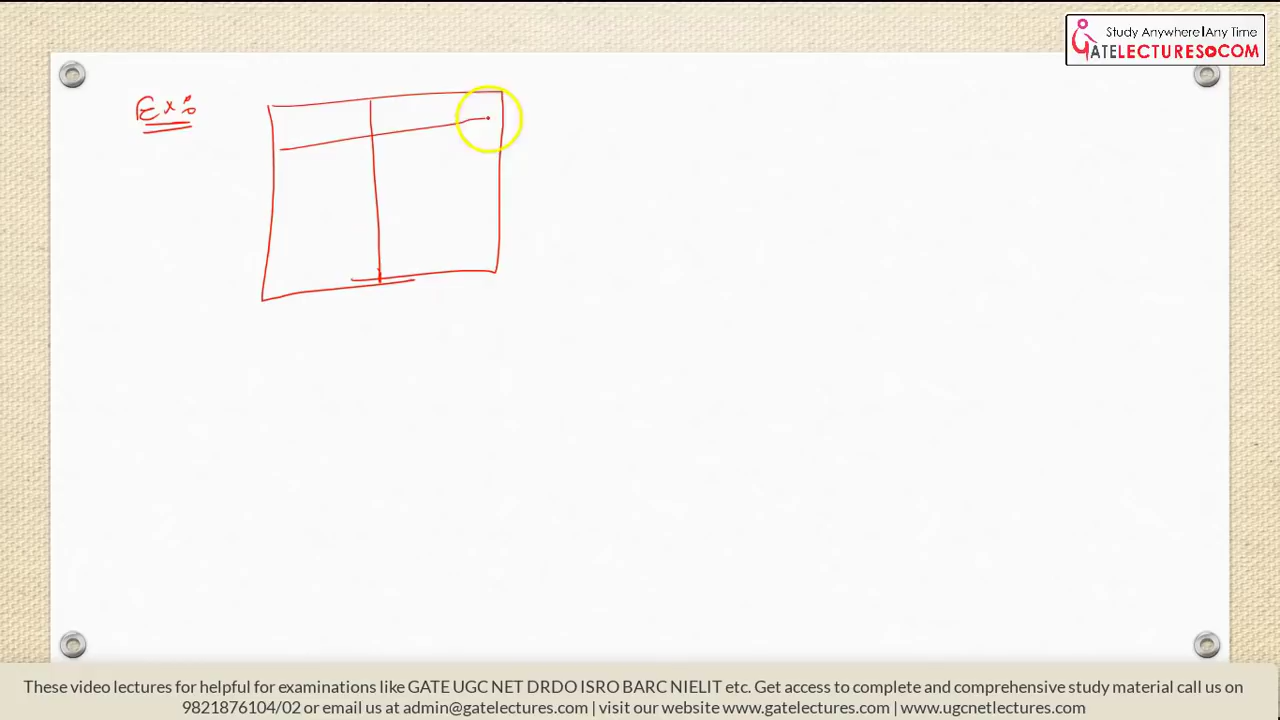 Study Anywhere|Any Time
GATELECTURES.COM
Ex:
These video lectures for helpful for examinations like GATE UGC NET DRDO ISRO BARC NIELIT etc. Get access to complete and comprehensive study material call us on
9821876104/02 or email us at admin@gatelectures.com | visit our website www.gatelectures.com | www.ugcnetlectures.com